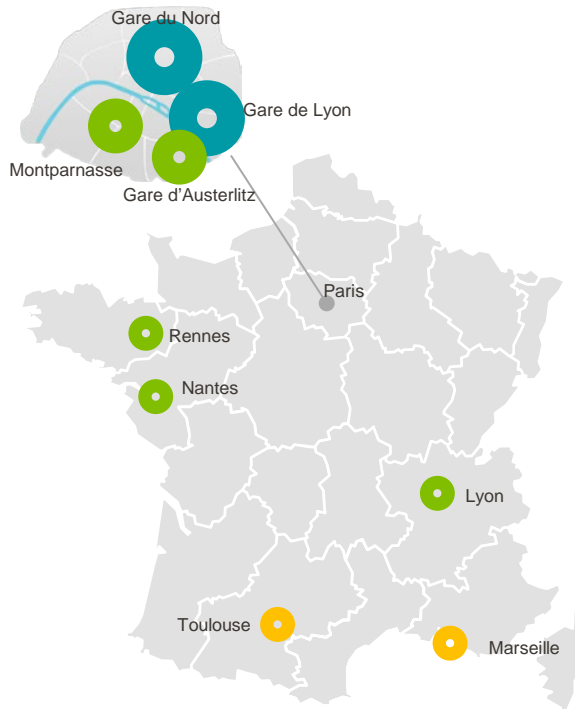 Gare du Nord
Gare de Lyon
Montparnasse
Gare d’Austerlitz
Paris
Rennes
Nantes
Lyon
Toulouse
Marseille